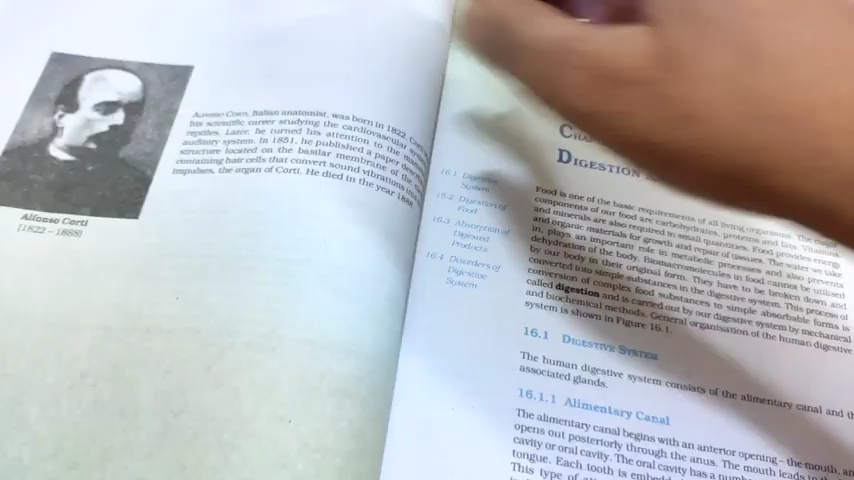 Alfonso Corti, Italian anatomist, was born in 1822.
his scientific career studying the cardiovascular
reptiles. Later, he turned his attention to the
auditory system. In 1851, he published a paper
structure located on the basilar membrane of the
containing hair cells that convert sound vibrations into
impulses, the organ of Corti. He died in the year 1888.
Alfonso Corti
(1822 – 1888)
DIGESTION
16.1 Digestive
System
16.2 Digestion of
Food
16.3 Absorption of
Digested
Products
16.4 Disorders of
Digestive
System
Food is one of the basic requirements of all living organisms. The major
components of our food are carbohydrates, proteins and fats. Vitamins
and minerals are also required in small quantities. Food provides energy
and organic materials for growth and repair of tissues. The water we take
in, plays an important role in metabolic processes and also prevents
dehydration of the body. Biomacromolecules in food cannot be utilised
by our body in their original form. They have to be broken down and
converted into simple substances in the digestive system. This process of
conversion of complex food substances to simple absorbable forms is
called digestion and is carried out by our digestive system by mechanical
and biochemical methods. General organisation of the human digestive
system is shown in Figure 16.1.
16.1 DIGESTIVE SYSTEM
The human digestive system consists of the alimentary canal and the
associated glands.
16.1.1 Alimentary Canal
The alimentary canal begins with an anterior opening – the mouth, and
opens out posteriorly through the anus. The mouth leads to the
cavity or oral cavity. The oral cavity has a
tongue. Each tooth is
This type of